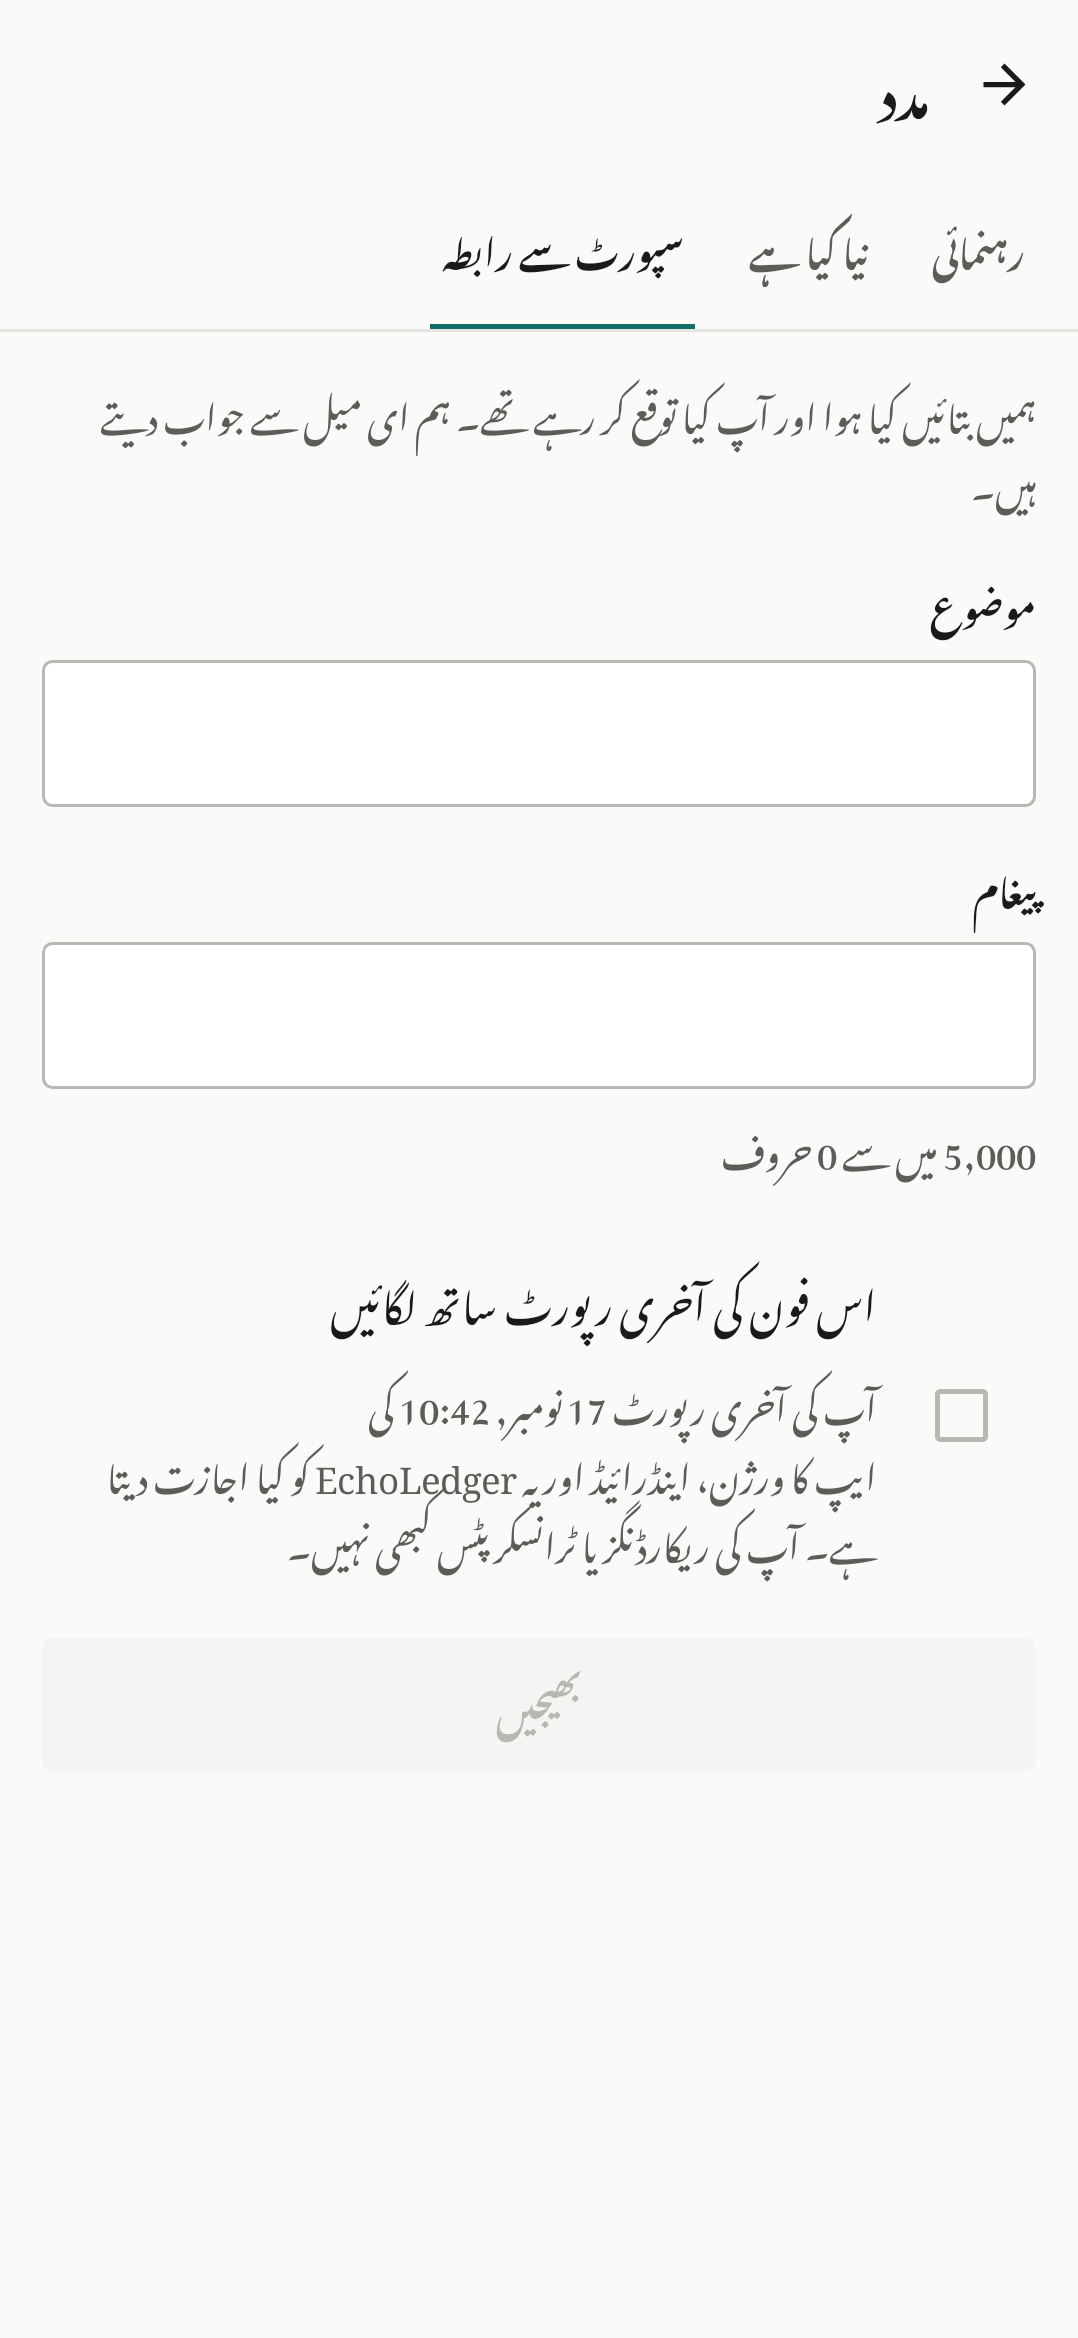 مدد
رہنمائی
نیا کیا ہے
سپورٹ سے رابطہ
ہمیں بتائیں کیا ہوا اور آپ کیا توقع کر رہے تھے۔ ہم ای میل سے جواب دیتے
ہیں۔
موضوع
پیغام
5,000 میں سے 0 حروف
اس فون کی آخری رپورٹ ساتھ لگائیں
آپ کی آخری رپورٹ 17 نومبر, 10:42 کی
ایپ کا ورژن، اینڈرائیڈ اور یہ EchoLedger کو کیا اجازت دیتا
ہے۔ آپ کی ریکارڈنگز یا ٹرانسکرپٹس کبھی نہیں۔
بھیجیں